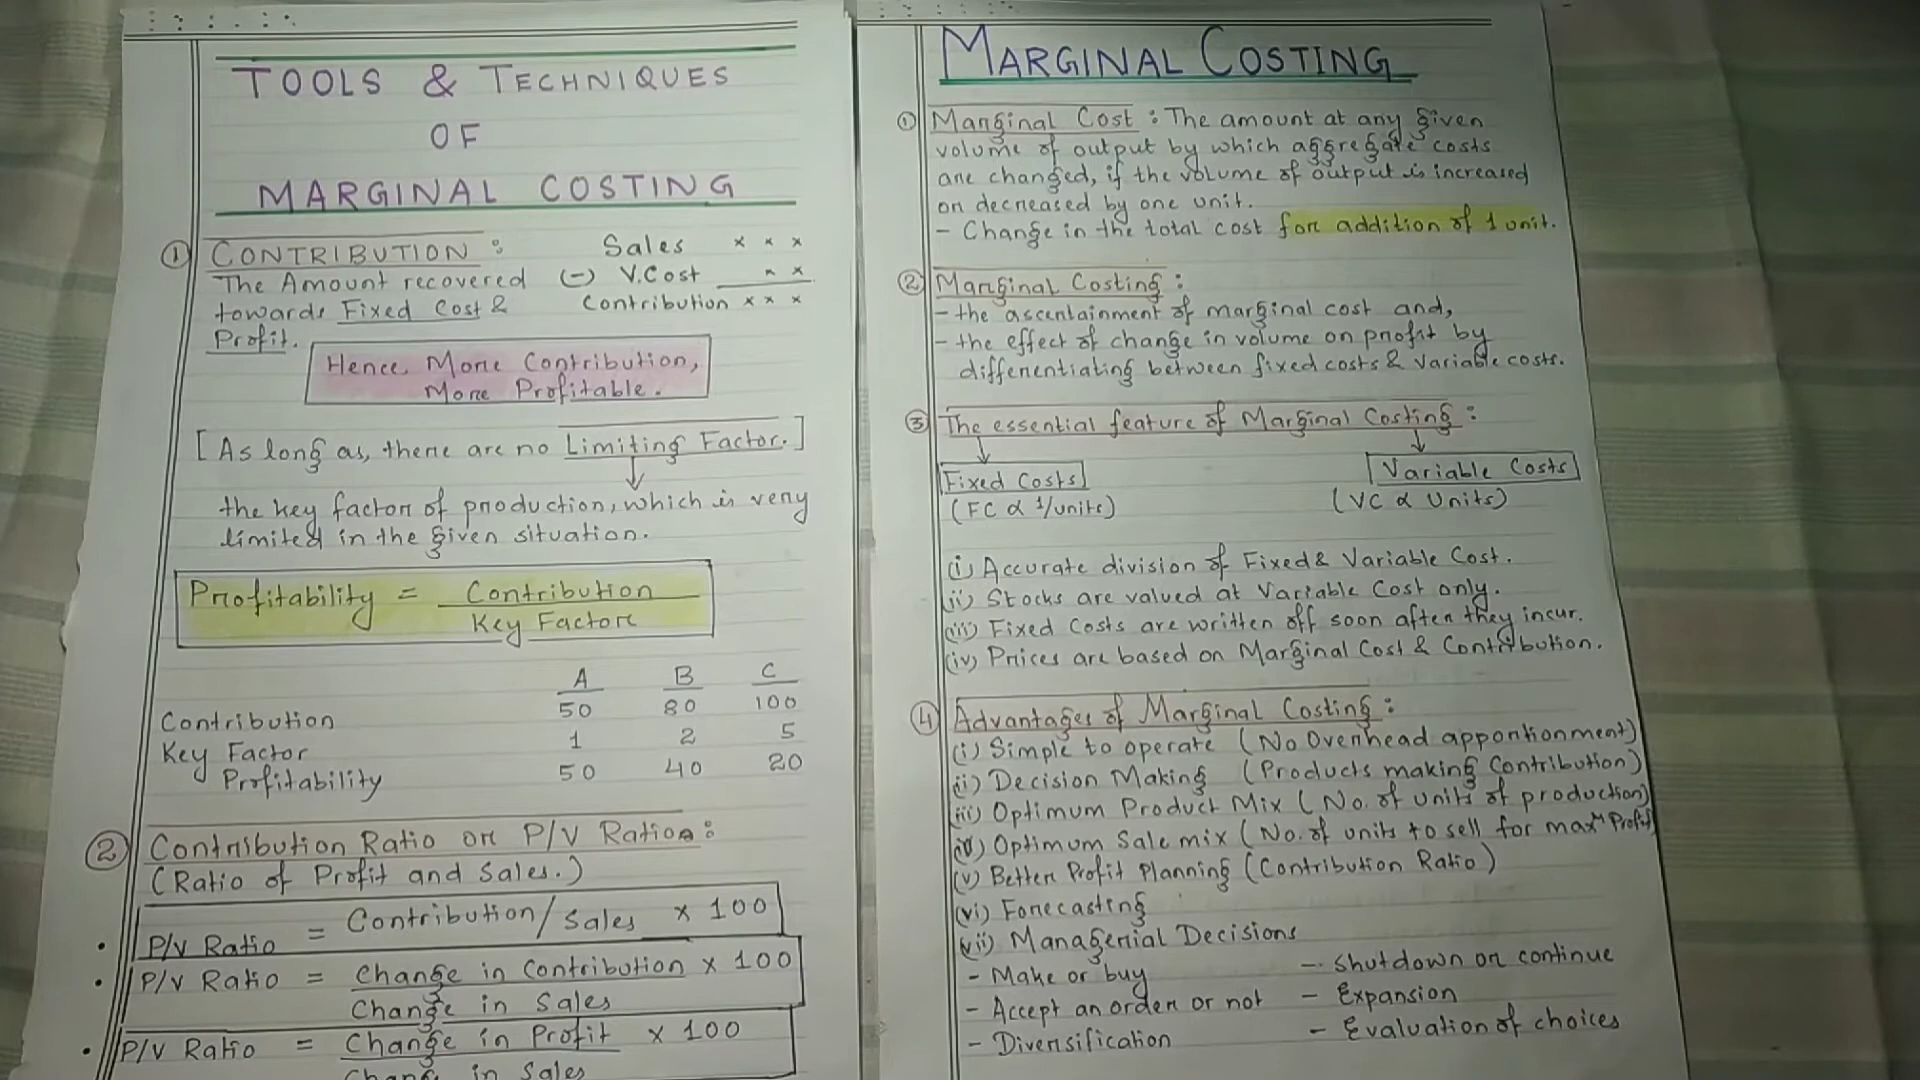 TOOLS & TECHNIQUES
OF
MARGINAL COSTING
① CONTRIBUTION :
The Amount recovered
towards Fixed Cost &
Profit.
Sales x x x
(-) V.Cost x x
Contribution x x x
Hence, More Contribution,
More Profitable.
[As long as, there are no Limiting Factor.]
the key factor of production, which is very
limited in the given situation.
Profitability = Contribution
Key Factor
A B C
Contribution 50 80 100
Key Factor 1 2 5
Profitability 50 40 20
② Contribution Ratio or P/V Ratio :
(Ratio of Profit and Sales.)
• P/V Ratio = Contribution/Sales x 100
• P/V Ratio = Change in Contribution x 100
Change in Sales
• P/V Ratio = Change in Profit x 100
Change in Sales
MARGINAL COSTING
① Marginal Cost : The amount at any given
volume of output by which aggregate costs
are changed, if the volume of output is increased
or decreased by one unit.
- Change in the total cost for addition of 1 unit.
② Marginal Costing :
- the ascertainment of marginal cost and,
- the effect of change in volume on profit by
differentiating between fixed costs & variable costs.
③ The essential feature of Marginal Costing :
Fixed Costs Variable Costs
(FC α 1/units) (VC α Units)
(i) Accurate division of Fixed & Variable Cost.
(ii) Stocks are valued at Variable Cost only.
(iii) Fixed Costs are written off soon after they incur.
(iv) Prices are based on Marginal Cost & Contribution.
④ Advantages of Marginal Costing :
(i) Simple to operate (No Overhead apportionment)
(ii) Decision Making (Products making Contribution)
(iii) Optimum Product Mix (No. of units of production)
(iv) Optimum Sale mix (No. of units to sell for maxm Profit)
(v) Better Profit Planning (Contribution Ratio)
(vi) Forecasting
(vii) Managerial Decisions
- Make or buy - Shutdown or continue
- Accept an order or not - Expansion
- Diversification - Evaluation of choices